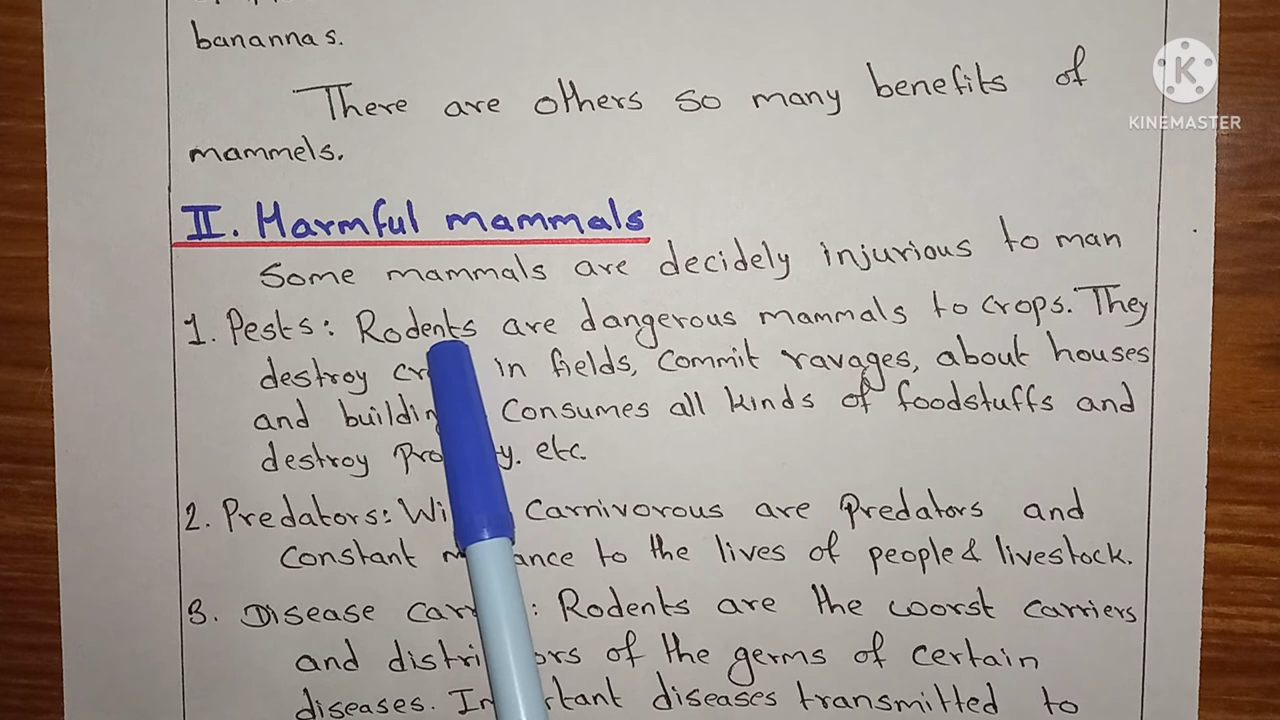 banannas.
There are others so many benefits of
mammels.
II. Harmful mammals
Some mammals are decidely injurious to man
1. Pests: Rodents are dangerous mammals to crops. They
destroy in fields, commit ravages, about houses
and Consumes all kinds of foodstuffs and
destroy etc.
2. Predators: Carnivorous are predators and
constant to the lives of people & livestock.
3. Disease : Rodents are the worst carriers
and of the germs of certain
diseases. diseases transmitted to
K
KINEMASTER